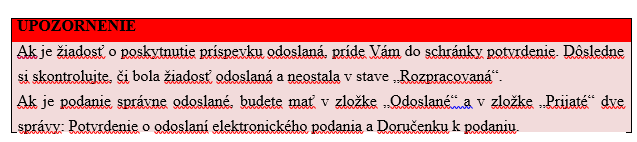 UPOZORNENIE
Ak je žiadosť o poskytnutie príspevku odoslaná, príde Vám do schránky potvrdenie. Dôsledne
si skontrolujte, či bola žiadosť odoslaná a neostala v stave „Rozpracovaná“.
Ak je podanie správne odoslané, budete mať v zložke „Odoslané“ a v zložke „Prijaté“ dve
správy: Potvrdenie o odoslaní elektronického podania a Doručenku k podaniu.